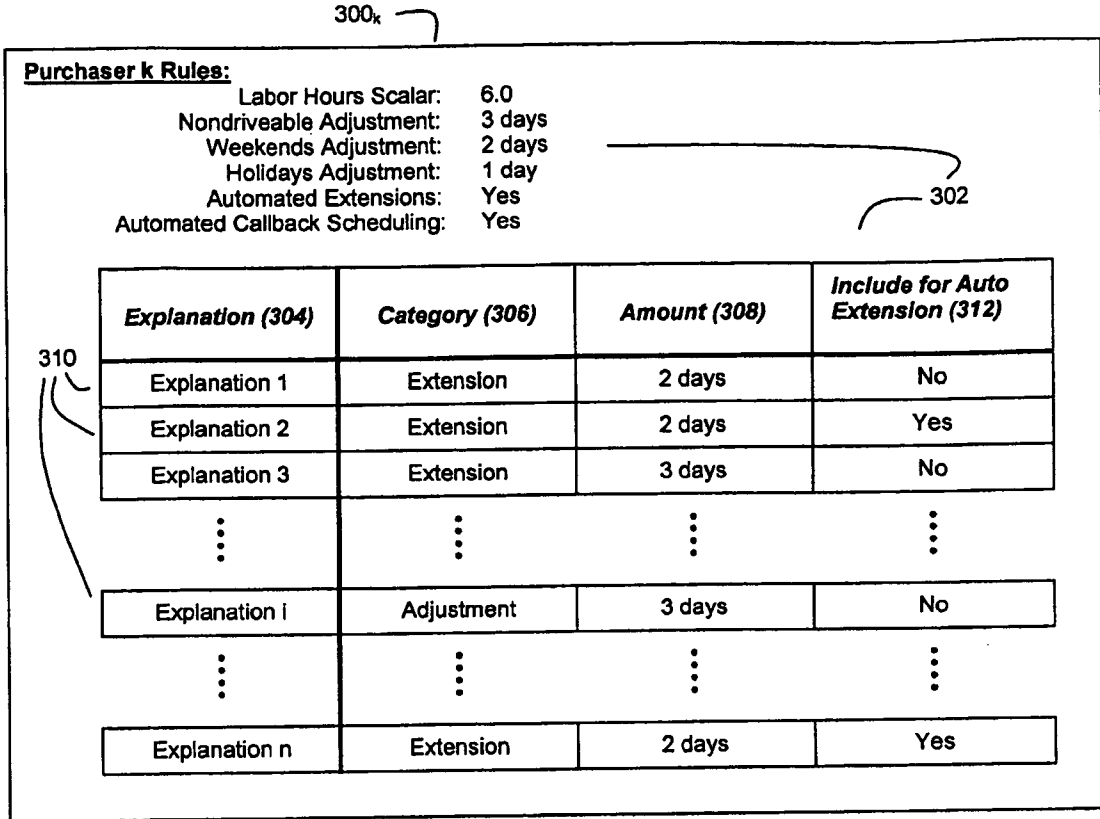 300k
Purchaser k Rules:
Labor Hours Scalar: 6.0
Nondriveable Adjustment: 3 days
Weekends Adjustment: 2 days
Holidays Adjustment: 1 day
Automated Extensions: Yes
Automated Callback Scheduling: Yes
302
Explanation (304) Category (306) Amount (308) Include for Auto Extension (312)
310
Explanation 1 Extension 2 days No
Explanation 2 Extension 2 days Yes
Explanation 3 Extension 3 days No
Explanation i Adjustment 3 days No
Explanation n Extension 2 days Yes